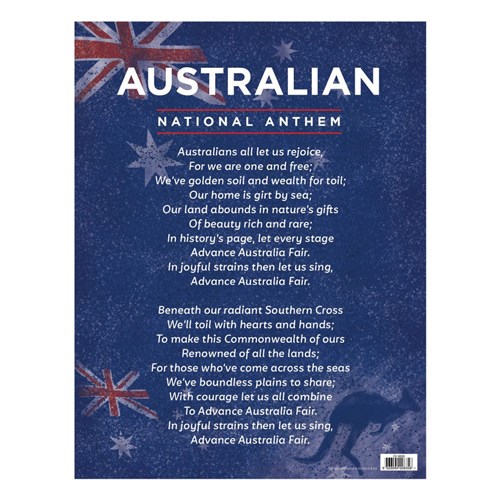 AUSTRALIAN
NATIONAL ANTHEM
Australians all let us rejoice,
For we are one and free;
We've golden soil and wealth for toil;
Our home is girt by sea;
Our land abounds in nature's gifts
Of beauty rich and rare;
In history's page, let every stage
Advance Australia Fair.
In joyful strains then let us sing,
Advance Australia Fair.
Beneath our radiant Southern Cross
We'll toil with hearts and hands;
To make this Commonwealth of ours
Renowned of all the lands;
For those who've come across the seas
We've boundless plains to share;
With courage let us all combine
To Advance Australia Fair.
In joyful strains then let us sing,
Advance Australia Fair.